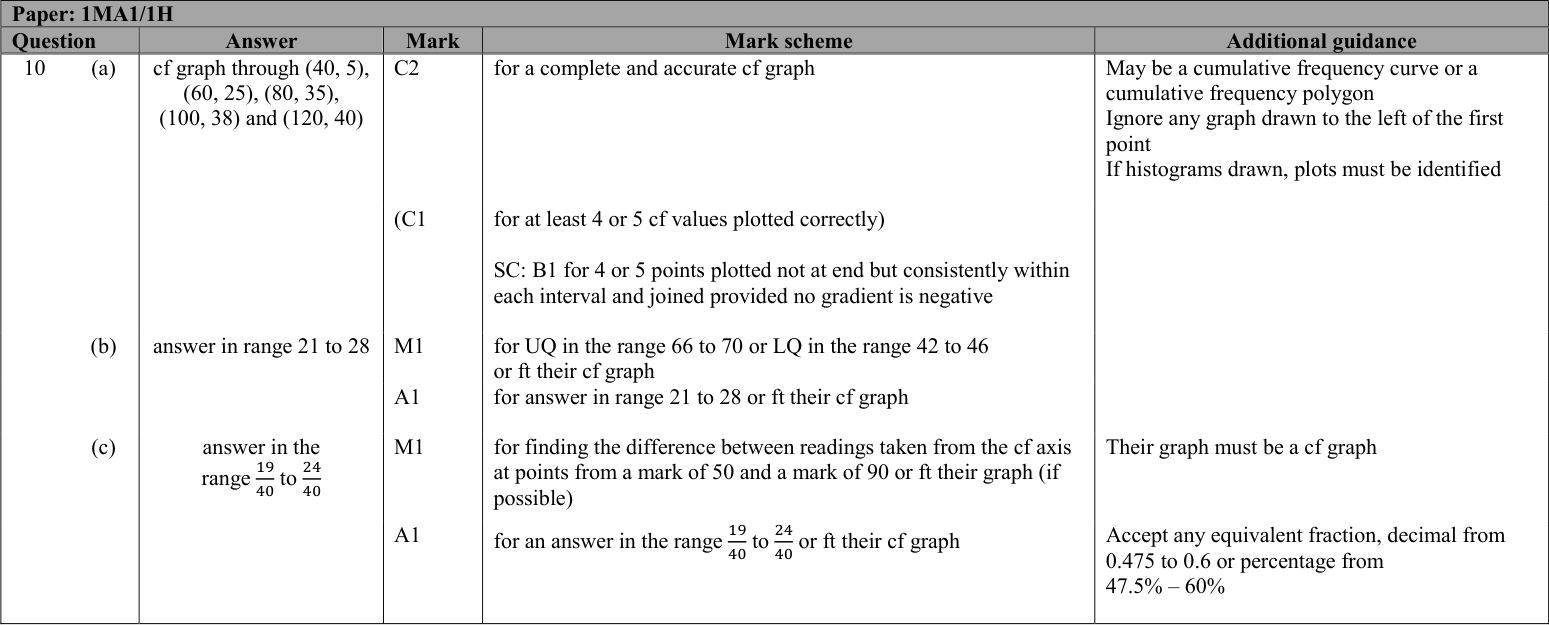 Paper: 1MA1/1H
Question Answer Mark Mark scheme Additional guidance
10 (a) cf graph through (40, 5), (60, 25), (80, 35), (100, 38) and (120, 40)
C2 for a complete and accurate cf graph
May be a cumulative frequency curve or a
cumulative frequency polygon
Ignore any graph drawn to the left of the first
point
If histograms drawn, plots must be identified
(C1 for at least 4 or 5 cf values plotted correctly)
SC: B1 for 4 or 5 points plotted not at end but consistently within
each interval and joined provided no gradient is negative
(b) answer in range 21 to 28 M1 for UQ in the range 66 to 70 or LQ in the range 42 to 46
or ft their cf graph
A1 for answer in range 21 to 28 or ft their cf graph
(c) answer in the
range 19/40 to 24/40
M1 for finding the difference between readings taken from the cf axis
at points from a mark of 50 and a mark of 90 or ft their graph (if
possible)
Their graph must be a cf graph
A1 for an answer in the range 19/40 to 24/40 or ft their cf graph
Accept any equivalent fraction, decimal from
0.475 to 0.6 or percentage from
47.5% – 60%